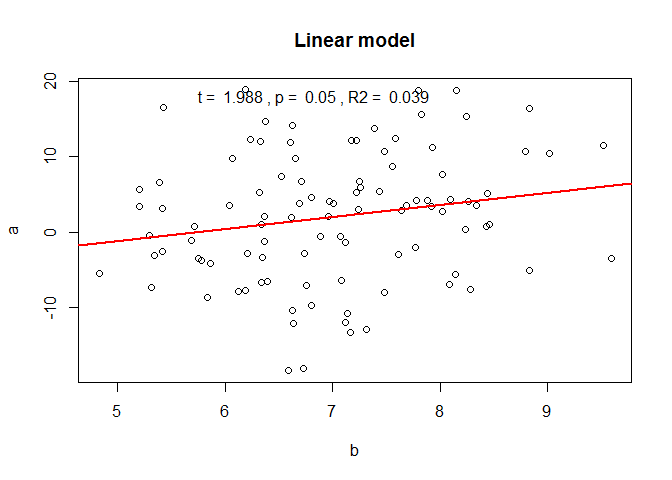 Linear model
t = 1.988 , p = 0.05 , R2 = 0.039
20
10
0
-10
a
5 6 7 8 9
b